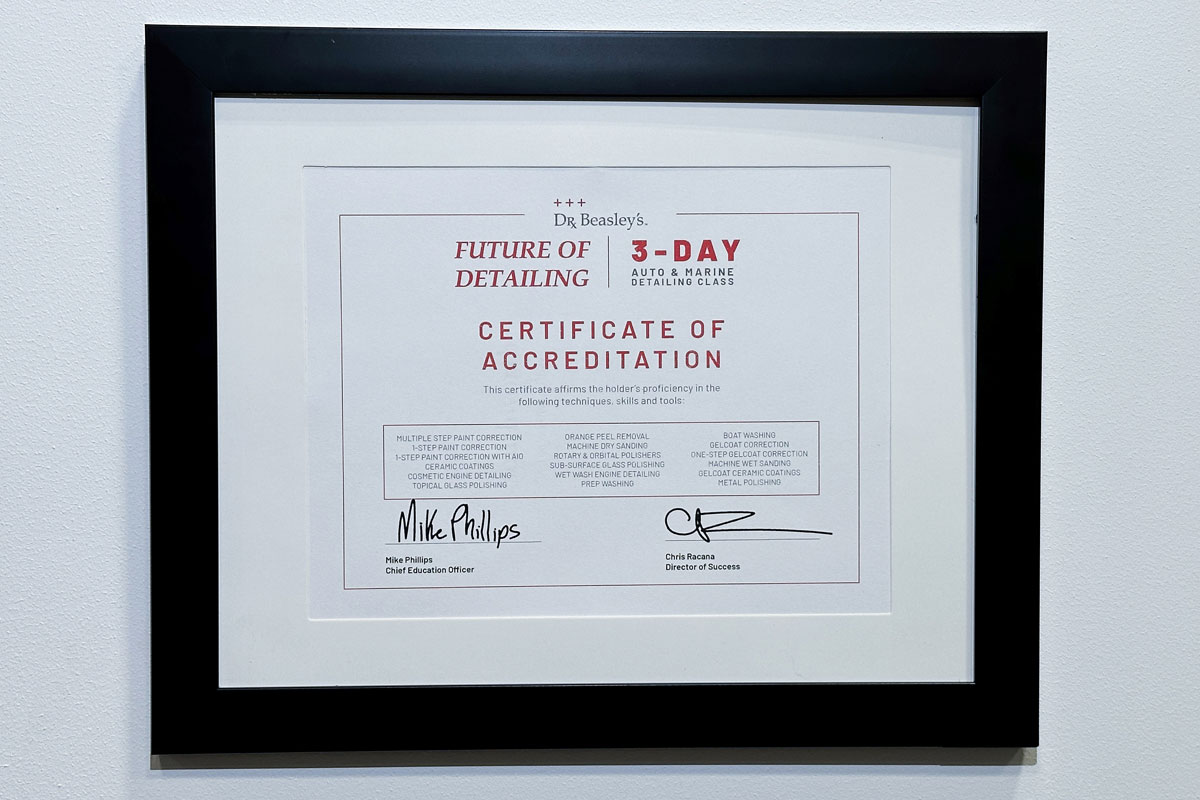 +++
DR Beasley's™
FUTURE OF
DETAILING
3-DAY
AUTO & MARINE
DETAILING CLASS
CERTIFICATE OF
ACCREDITATION
This certificate affirms the holder's proficiency in the
following techniques, skills and tools:
MULTIPLE STEP PAINT CORRECTION
1-STEP PAINT CORRECTION
1-STEP PAINT CORRECTION WITH AIO
CERAMIC COATINGS
COSMETIC ENGINE DETAILING
TOPICAL GLASS POLISHING
ORANGE PEEL REMOVAL
MACHINE DRY SANDING
ROTARY & ORBITAL POLISHERS
SUB-SURFACE GLASS POLISHING
WET WASH ENGINE DETAILING
PREP WASHING
BOAT WASHING
GELCOAT CORRECTION
ONE-STEP GELCOAT CORRECTION
MACHINE WET SANDING
GELCOAT CERAMIC COATINGS
METAL POLISHING
Mike Phillips
Mike Phillips
Chief Education Officer
Chris Racana
Director of Success